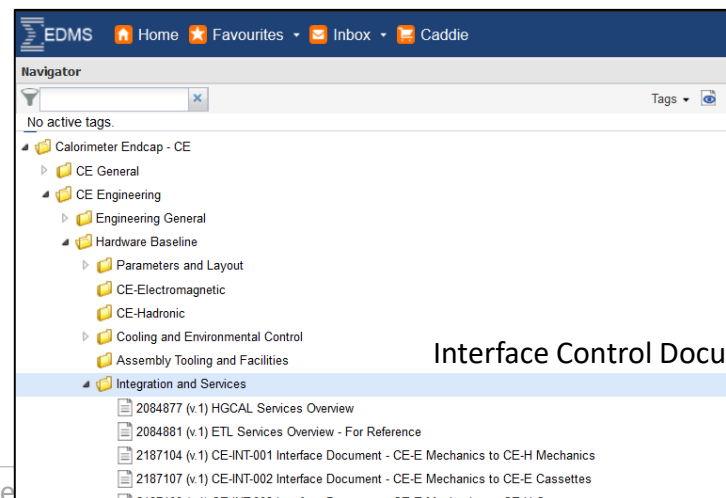 EDMS Home Favourites Inbox Caddie
Navigator
Tags
No active tags.
Calorimeter Endcap - CE
CE General
CE Engineering
Engineering General
Hardware Baseline
Parameters and Layout
CE-Electromagnetic
CE-Hadronic
Cooling and Environmental Control
Assembly Tooling and Facilities
Interface Control Docu
Integration and Services
2084877 (v.1) HGCAL Services Overview
2084881 (v.1) ETL Services Overview - For Reference
2187104 (v.1) CE-INT-001 Interface Document - CE-E Mechanics to CE-H Mechanics
2187107 (v.1) CE-INT-002 Interface Document - CE-E Mechanics to CE-E Cassettes